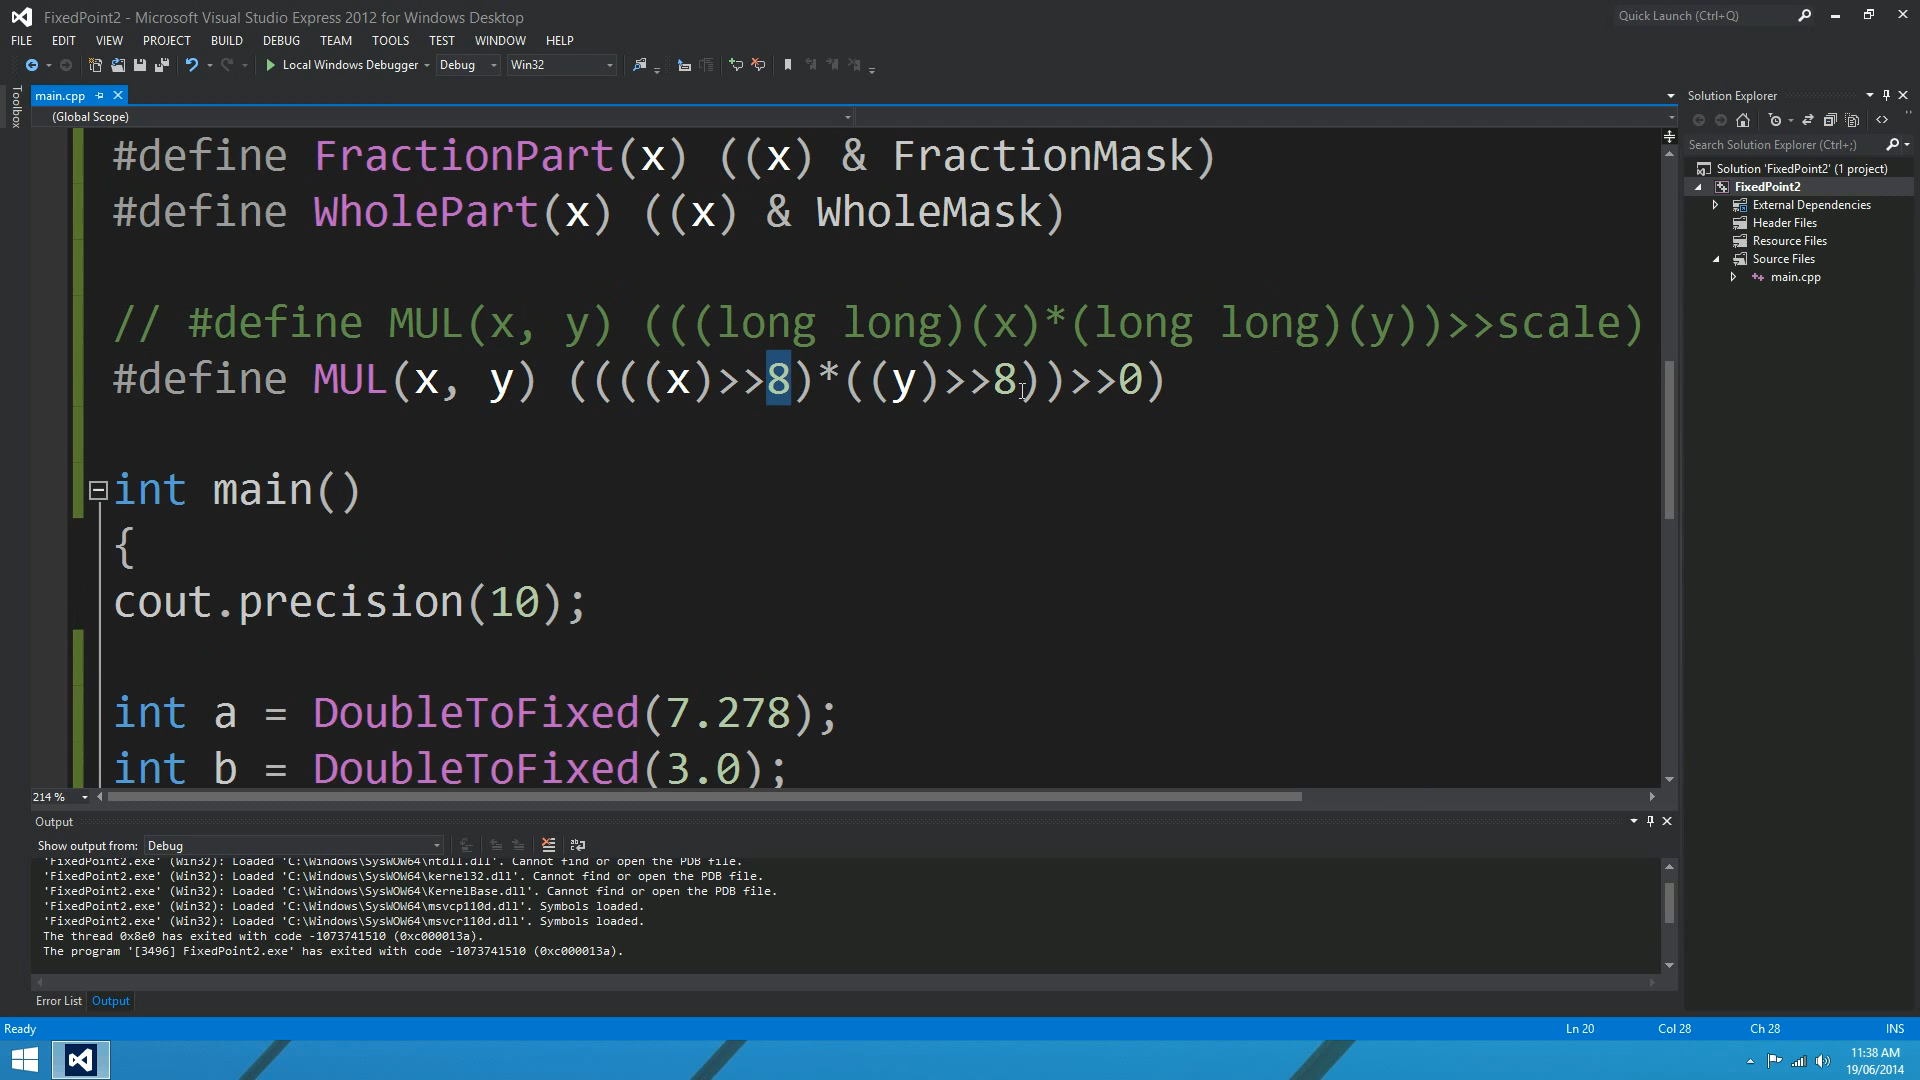 FixedPoint2 - Microsoft Visual Studio Express 2012 for Windows Desktop
Quick Launch (Ctrl+Q)
FILE EDIT VIEW PROJECT BUILD DEBUG TEAM TOOLS TEST WINDOW HELP
Local Windows Debugger Debug Win32
Toolbox
main.cpp
(Global Scope)
#define FractionPart(x) ((x) & FractionMask)
#define WholePart(x) ((x) & WholeMask)
// #define MUL(x, y) (((long long)(x)*(long long)(y))>>scale)
#define MUL(x, y) ((((x)>>8)*((y)>>8))>>0)
int main()
{
cout.precision(10);
int a = DoubleToFixed(7.278);
int b = DoubleToFixed(3.0);
214 %
Solution Explorer
Search Solution Explorer (Ctrl+;)
Solution 'FixedPoint2' (1 project)
FixedPoint2
External Dependencies
Header Files
Resource Files
Source Files
main.cpp
Output
Show output from: Debug
'FixedPoint2.exe' (Win32): Loaded 'C:\Windows\SysWOW64\ntdll.dll'. Cannot find or open the PDB file.
'FixedPoint2.exe' (Win32): Loaded 'C:\Windows\SysWOW64\kernel32.dll'. Cannot find or open the PDB file.
'FixedPoint2.exe' (Win32): Loaded 'C:\Windows\SysWOW64\KernelBase.dll'. Cannot find or open the PDB file.
'FixedPoint2.exe' (Win32): Loaded 'C:\Windows\SysWOW64\msvcp110d.dll'. Symbols loaded.
'FixedPoint2.exe' (Win32): Loaded 'C:\Windows\SysWOW64\msvcr110d.dll'. Symbols loaded.
The thread 0x8e0 has exited with code -1073741510 (0xc000013a).
The program '[3496] FixedPoint2.exe' has exited with code -1073741510 (0xc000013a).
Error List Output
Ready Ln 20 Col 28 Ch 28 INS
11:38 AM
19/06/2014